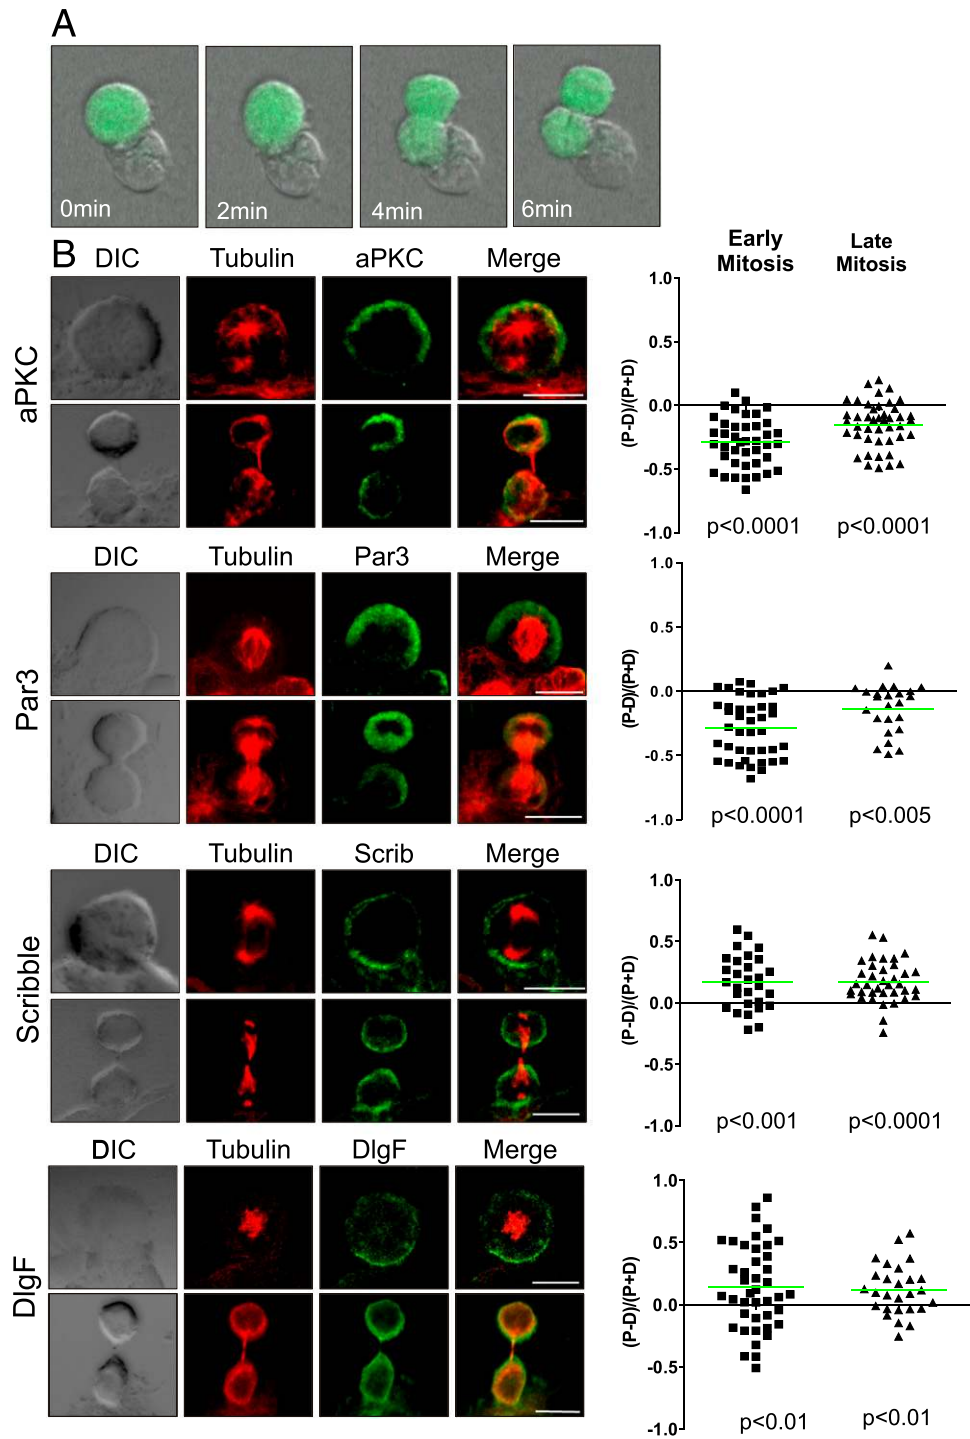 A
0min
2min
4min
6min
B
DIC Tubulin aPKC Merge
aPKC
Early
Mitosis
Late
Mitosis
1.0
0.5
0.0
-0.5
-1.0
(P-D)/(P+D)
p<0.0001
p<0.0001
DIC Tubulin Par3 Merge
Par3
1.0
0.5
0.0
-0.5
-1.0
(P-D)/(P+D)
p<0.0001
p<0.005
DIC Tubulin Scrib Merge
Scribble
1.0
0.5
0.0
-0.5
-1.0
(P-D)/(P+D)
p<0.001
p<0.0001
DIC Tubulin DlgF Merge
DlgF
1.0
0.5
0.0
-0.5
-1.0
(P-D)/(P+D)
p<0.01
p<0.01